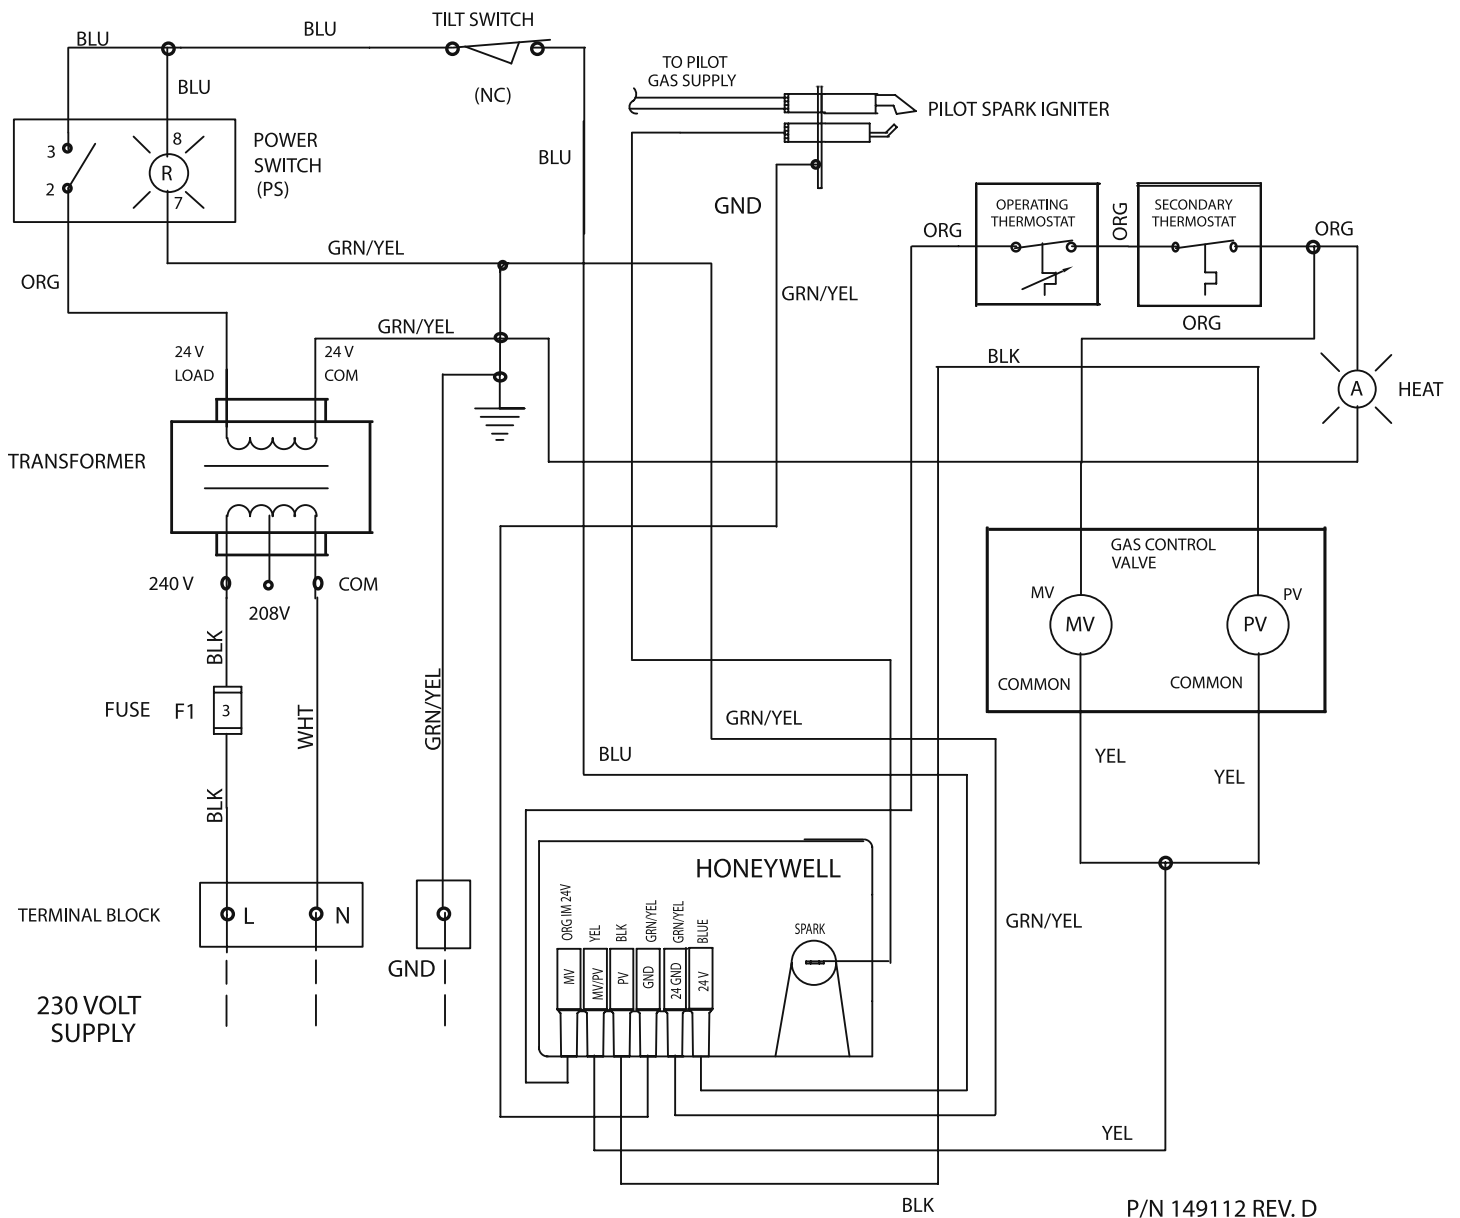 BLU
BLU
TILT SWITCH
BLU
(NC)
TO PILOT
GAS SUPPLY
PILOT SPARK IGNITER
3
2
8
R
7
POWER
SWITCH
(PS)
BLU
GND
OPERATING
THERMOSTAT
ORG
SECONDARY
THERMOSTAT
ORG
ORG
ORG
GRN/YEL
ORG
GRN/YEL
GRN/YEL
ORG
24 V
LOAD
24 V
COM
BLK
A
HEAT
TRANSFORMER
240 V
208V
COM
GAS CONTROL
VALVE
MV
MV
PV
PV
COMMON
COMMON
BLK
FUSE
F1
3
WHT
GRN/YEL
GRN/YEL
BLU
YEL
YEL
BLK
HONEYWELL
TERMINAL BLOCK
L
N
GND
ORG IM 24V
YEL
BLK
GRN/YEL
GRN/YEL
BLUE
SPARK
MV
MV/PV
PV
GND
24 GND
24 V
GRN/YEL
230 VOLT
SUPPLY
YEL
BLK
P/N 149112 REV. D